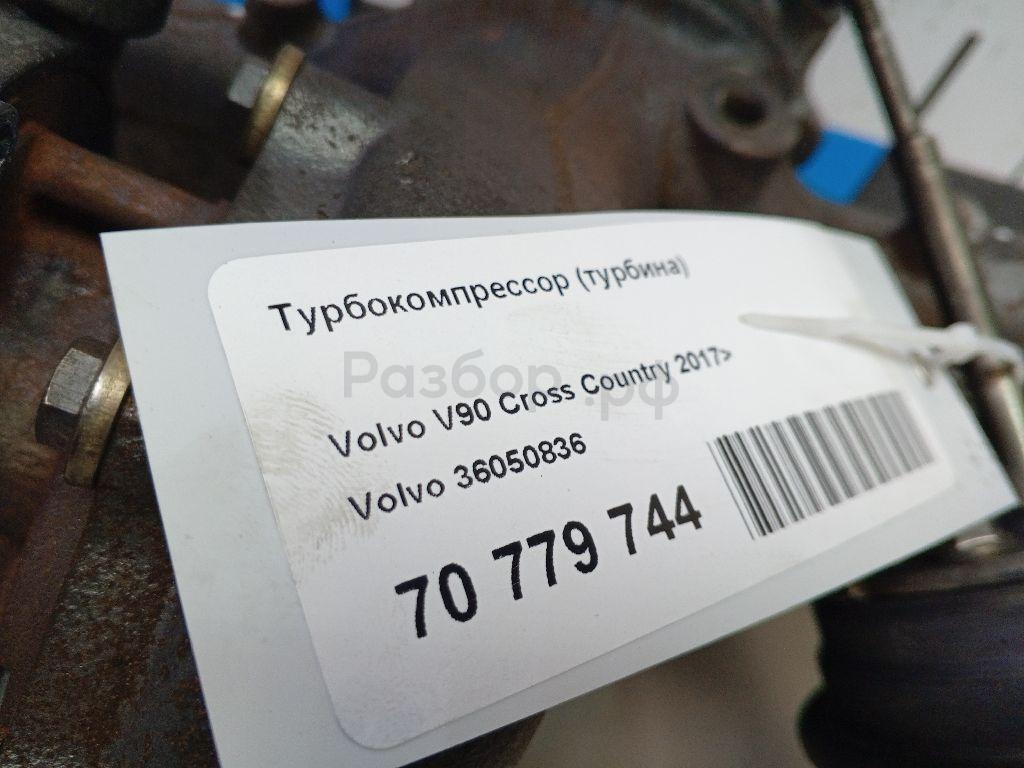 Турбокомпрессор (турбина)
Разбор.рф
Volvo V90 Cross Country 2017>
Volvo 36050836
70 779 744